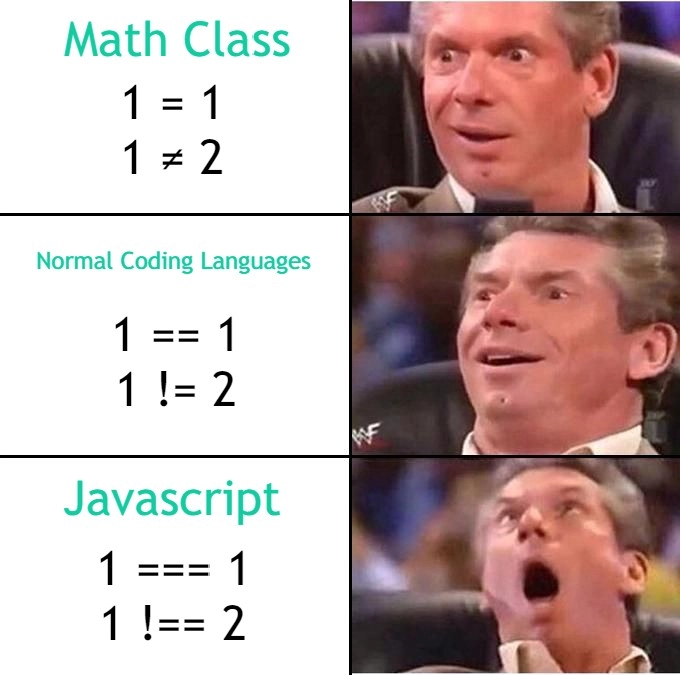 Math Class
1 = 1
1 ≠ 2
Normal Coding Languages
1 == 1
1 != 2
Javascript
1 === 1
1 !== 2